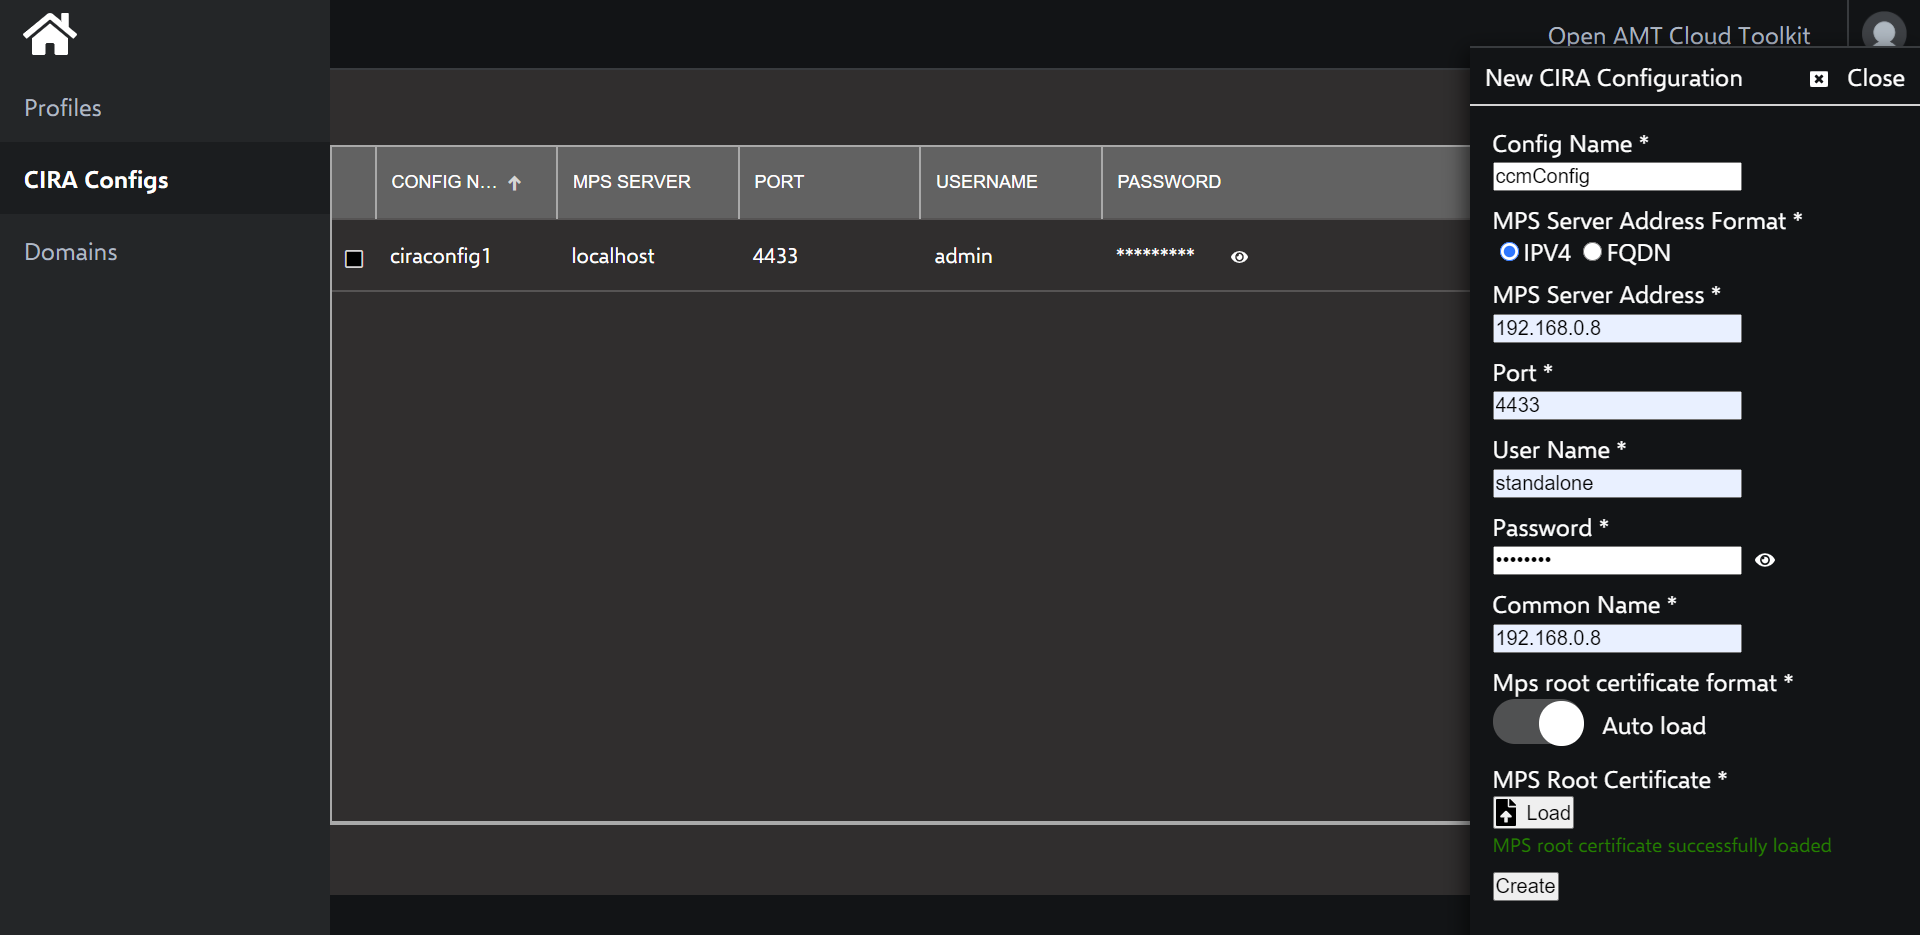 Open AMT Cloud Toolkit
Profiles
CIRA Configs
Domains
CONFIG N... MPS SERVER PORT USERNAME PASSWORD
ciraconfig1 localhost 4433 admin *********
New CIRA Configuration Close
Config Name *
ccmConfig
MPS Server Address Format *
IPV4 FQDN
MPS Server Address *
192.168.0.8
Port *
4433
User Name *
standalone
Password *
••••••••
Common Name *
192.168.0.8
Mps root certificate format *
Auto load
MPS Root Certificate *
Load
MPS root certificate successfully loaded
Create